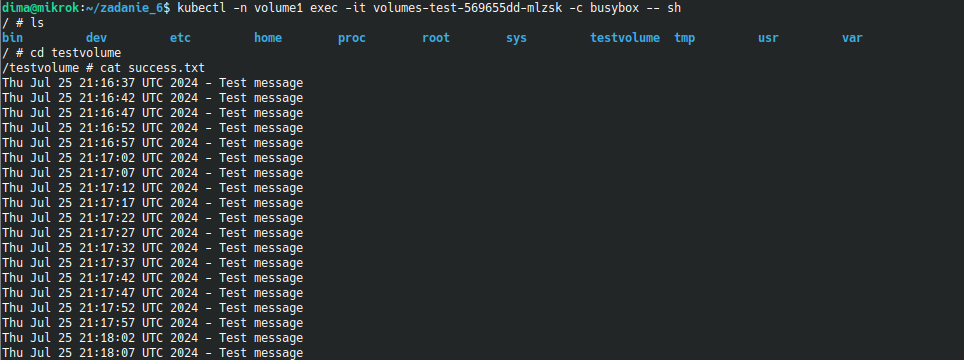 dima@mikrok:~/zadanie_6$ kubectl -n volume1 exec -it volumes-test-569655dd-mlzsk -c busybox -- sh
/ # ls
bin dev etc home proc root sys testvolume tmp usr var
/ # cd testvolume
/testvolume # cat success.txt
Thu Jul 25 21:16:37 UTC 2024 - Test message
Thu Jul 25 21:16:42 UTC 2024 - Test message
Thu Jul 25 21:16:47 UTC 2024 - Test message
Thu Jul 25 21:16:52 UTC 2024 - Test message
Thu Jul 25 21:16:57 UTC 2024 - Test message
Thu Jul 25 21:17:02 UTC 2024 - Test message
Thu Jul 25 21:17:07 UTC 2024 - Test message
Thu Jul 25 21:17:12 UTC 2024 - Test message
Thu Jul 25 21:17:17 UTC 2024 - Test message
Thu Jul 25 21:17:22 UTC 2024 - Test message
Thu Jul 25 21:17:27 UTC 2024 - Test message
Thu Jul 25 21:17:32 UTC 2024 - Test message
Thu Jul 25 21:17:37 UTC 2024 - Test message
Thu Jul 25 21:17:42 UTC 2024 - Test message
Thu Jul 25 21:17:47 UTC 2024 - Test message
Thu Jul 25 21:17:52 UTC 2024 - Test message
Thu Jul 25 21:17:57 UTC 2024 - Test message
Thu Jul 25 21:18:02 UTC 2024 - Test message
Thu Jul 25 21:18:07 UTC 2024 - Test message